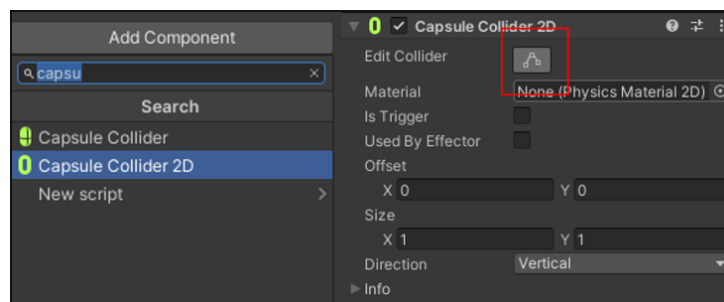 Add Component
capsu
Search
Capsule Collider
Capsule Collider 2D
New script
Capsule Collider 2D
Edit Collider
Material None (Physics Material 2D)
Is Trigger
Used By Effector
Offset
X 0 Y 0
Size
X 1 Y 1
Direction Vertical
Info